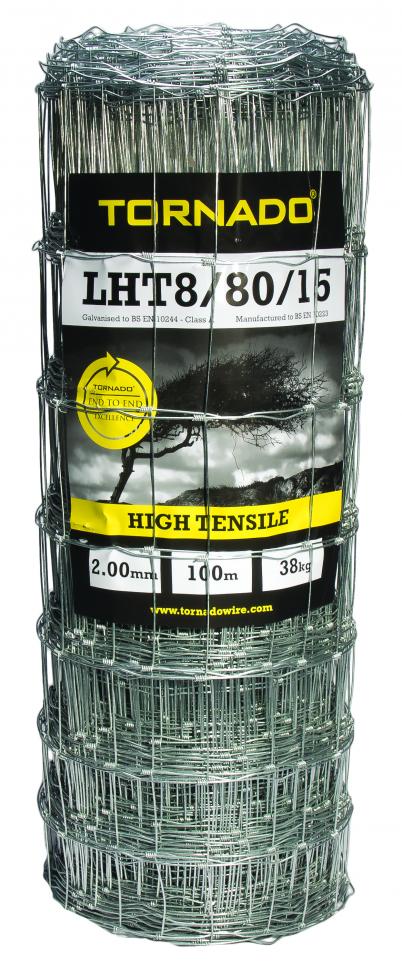 TORNADO®
LHT8/80/15
Galvanised to BS EN 10244 - Class A Manufactured to BS EN 10223
TORNADO®
END TO END
EXCELLENCE
HIGH TENSILE
2.00mm 100m 38kg
www.tornadowire.com